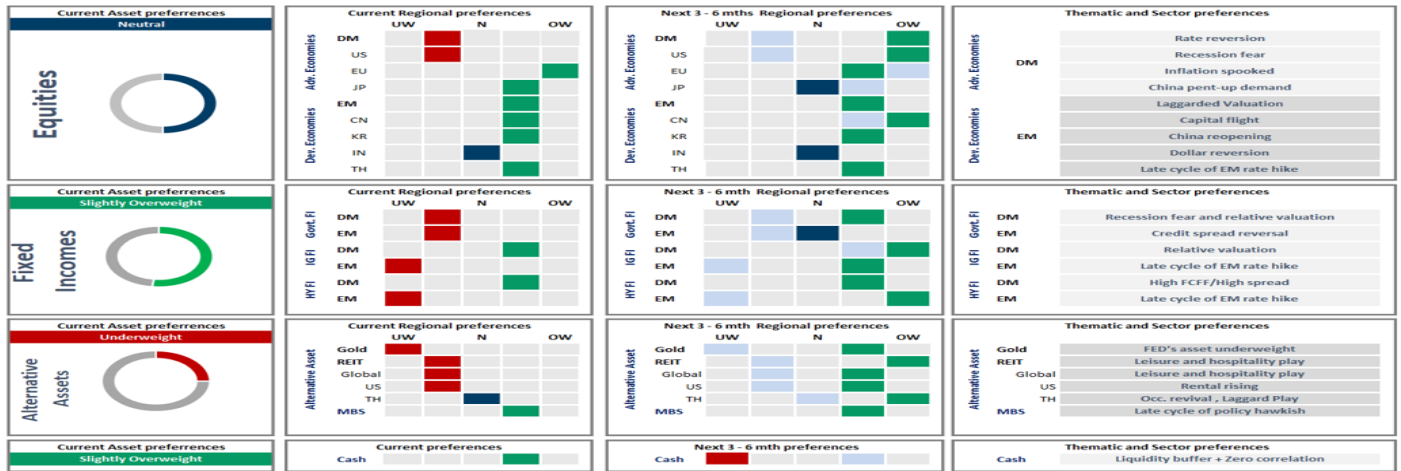 Current Asset preferrences
Neutral
Equities
Current Regional preferences
UW N OW
Adv. Economies
DM
US
EU
JP
Dev. Economies
EM
CN
KR
IN
TH
Next 3 - 6 mths Regional preferences
UW N OW
Adv. Economies
DM
US
EU
JP
Dev. Economies
EM
CN
KR
IN
TH
Thematic and Sector preferences
Adv. Economies
DM
Rate reversion
Recession fear
Inflation spooked
China pent-up demand
Dev. Economies
EM
Laggarded Valuation
Capital flight
China reopening
Dollar reversion
Late cycle of EM rate hike
Current Asset preferrences
Slightly Overweight
Fixed
Incomes
Current Regional preferences
UW N OW
Govt. FI
DM
EM
IG FI
DM
EM
HY FI
DM
EM
Next 3 - 6 mth Regional preferences
UW N OW
Govt. FI
DM
EM
IG FI
DM
EM
HY FI
DM
EM
Thematic and Sector preferences
Govt. FI
DM Recession fear and relative valuation
EM Credit spread reversal
IG FI
DM Relative valuation
EM Late cycle of EM rate hike
HY FI
DM High FCFF/High spread
EM Late cycle of EM rate hike
Current Asset preferrences
Underweight
Alternative
Assets
Current Regional preferences
UW N OW
Alternative Asset
Gold
REIT
Global
US
TH
MBS
Next 3 - 6 mth Regional preferences
UW N OW
Alternative Asset
Gold
REIT
Global
US
TH
MBS
Thematic and Sector preferences
Alternative Asset
Gold FED's asset underweight
REIT Leisure and hospitality play
Global Leisure and hospitality play
US Rental rising
TH Occ. revival , Laggard Play
MBS Late cycle of policy hawkish
Current Asset preferrences
Slightly Overweight
Current preferences
Cash
Next 3 - 6 mth preferences
Cash
Thematic and Sector preferences
Cash Liquidity buffer + Zero correlation